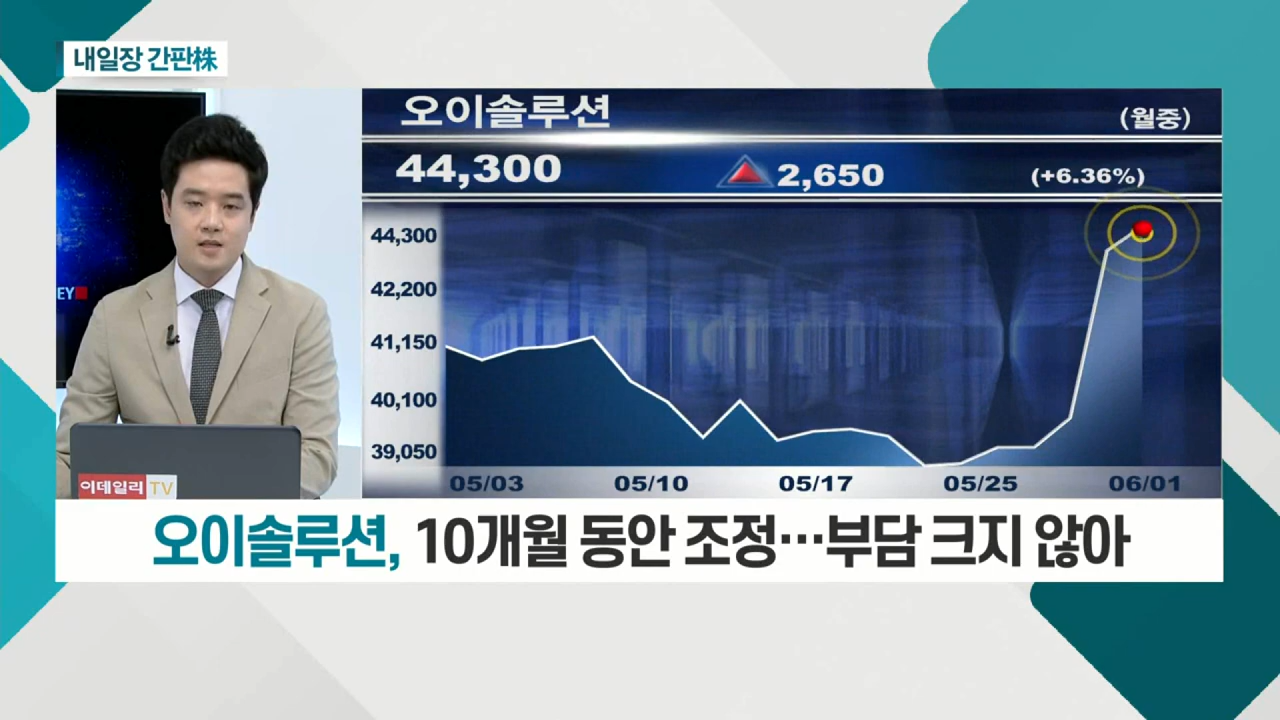 내일장 간판株
오이솔루션
(월중)
44,300
2,650
(+6.36%)
44,300
42,200
41,150
40,100
39,050
05/03
05/10
05/17
05/25
06/01
EY
이데일리TV
오이솔루션, 10개월 동안 조정…부담 크지 않아